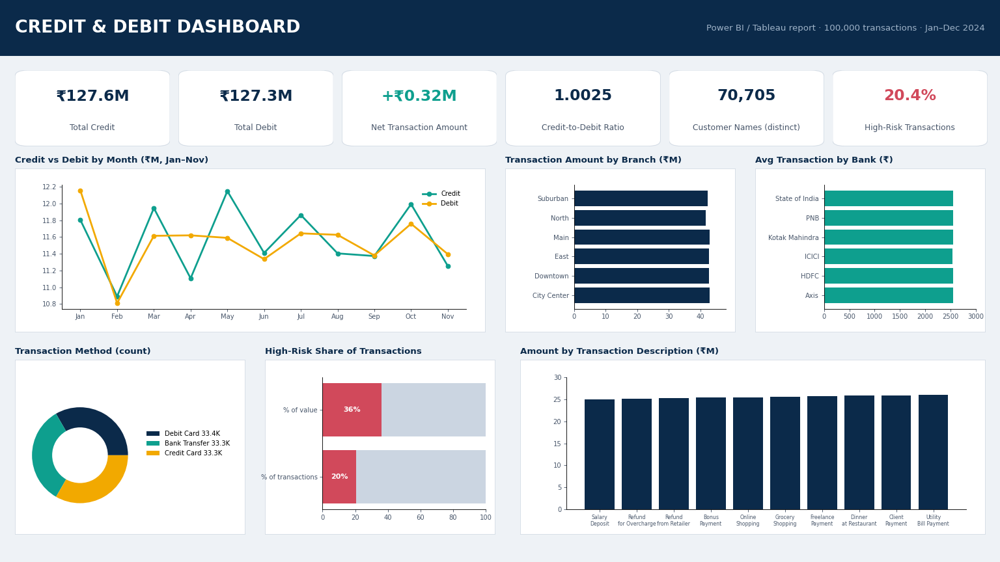 CREDIT & DEBIT DASHBOARD
Power BI / Tableau report · 100,000 transactions · Jan–Dec 2024
₹127.6M
Total Credit
₹127.3M
Total Debit
+₹0.32M
Net Transaction Amount
1.0025
Credit-to-Debit Ratio
70,705
Customer Names (distinct)
20.4%
High-Risk Transactions
Credit vs Debit by Month (₹M, Jan–Nov)
12.2
12.0
11.8
11.6
11.4
11.2
11.0
10.8
Jan Feb Mar Apr May Jun Jul Aug Sep Oct Nov
Credit
Debit
Transaction Amount by Branch (₹M)
Suburban
North
Main
East
Downtown
City Center
0 10 20 30 40
Avg Transaction by Bank (₹)
State of India
PNB
Kotak Mahindra
ICICI
HDFC
Axis
0 500 1000 1500 2000 2500 3000
Transaction Method (count)
Debit Card 33.4K
Bank Transfer 33.3K
Credit Card 33.3K
High-Risk Share of Transactions
% of value
36%
% of transactions
20%
0 20 40 60 80 100
Amount by Transaction Description (₹M)
30
25
20
15
10
5
0
Salary
Deposit
Refund
for Overcharge
Refund
from Retailer
Bonus
Payment
Online
Shopping
Grocery
Shopping
Freelance
Payment
Dinner
at Restaurant
Client
Payment
Utility
Bill Payment